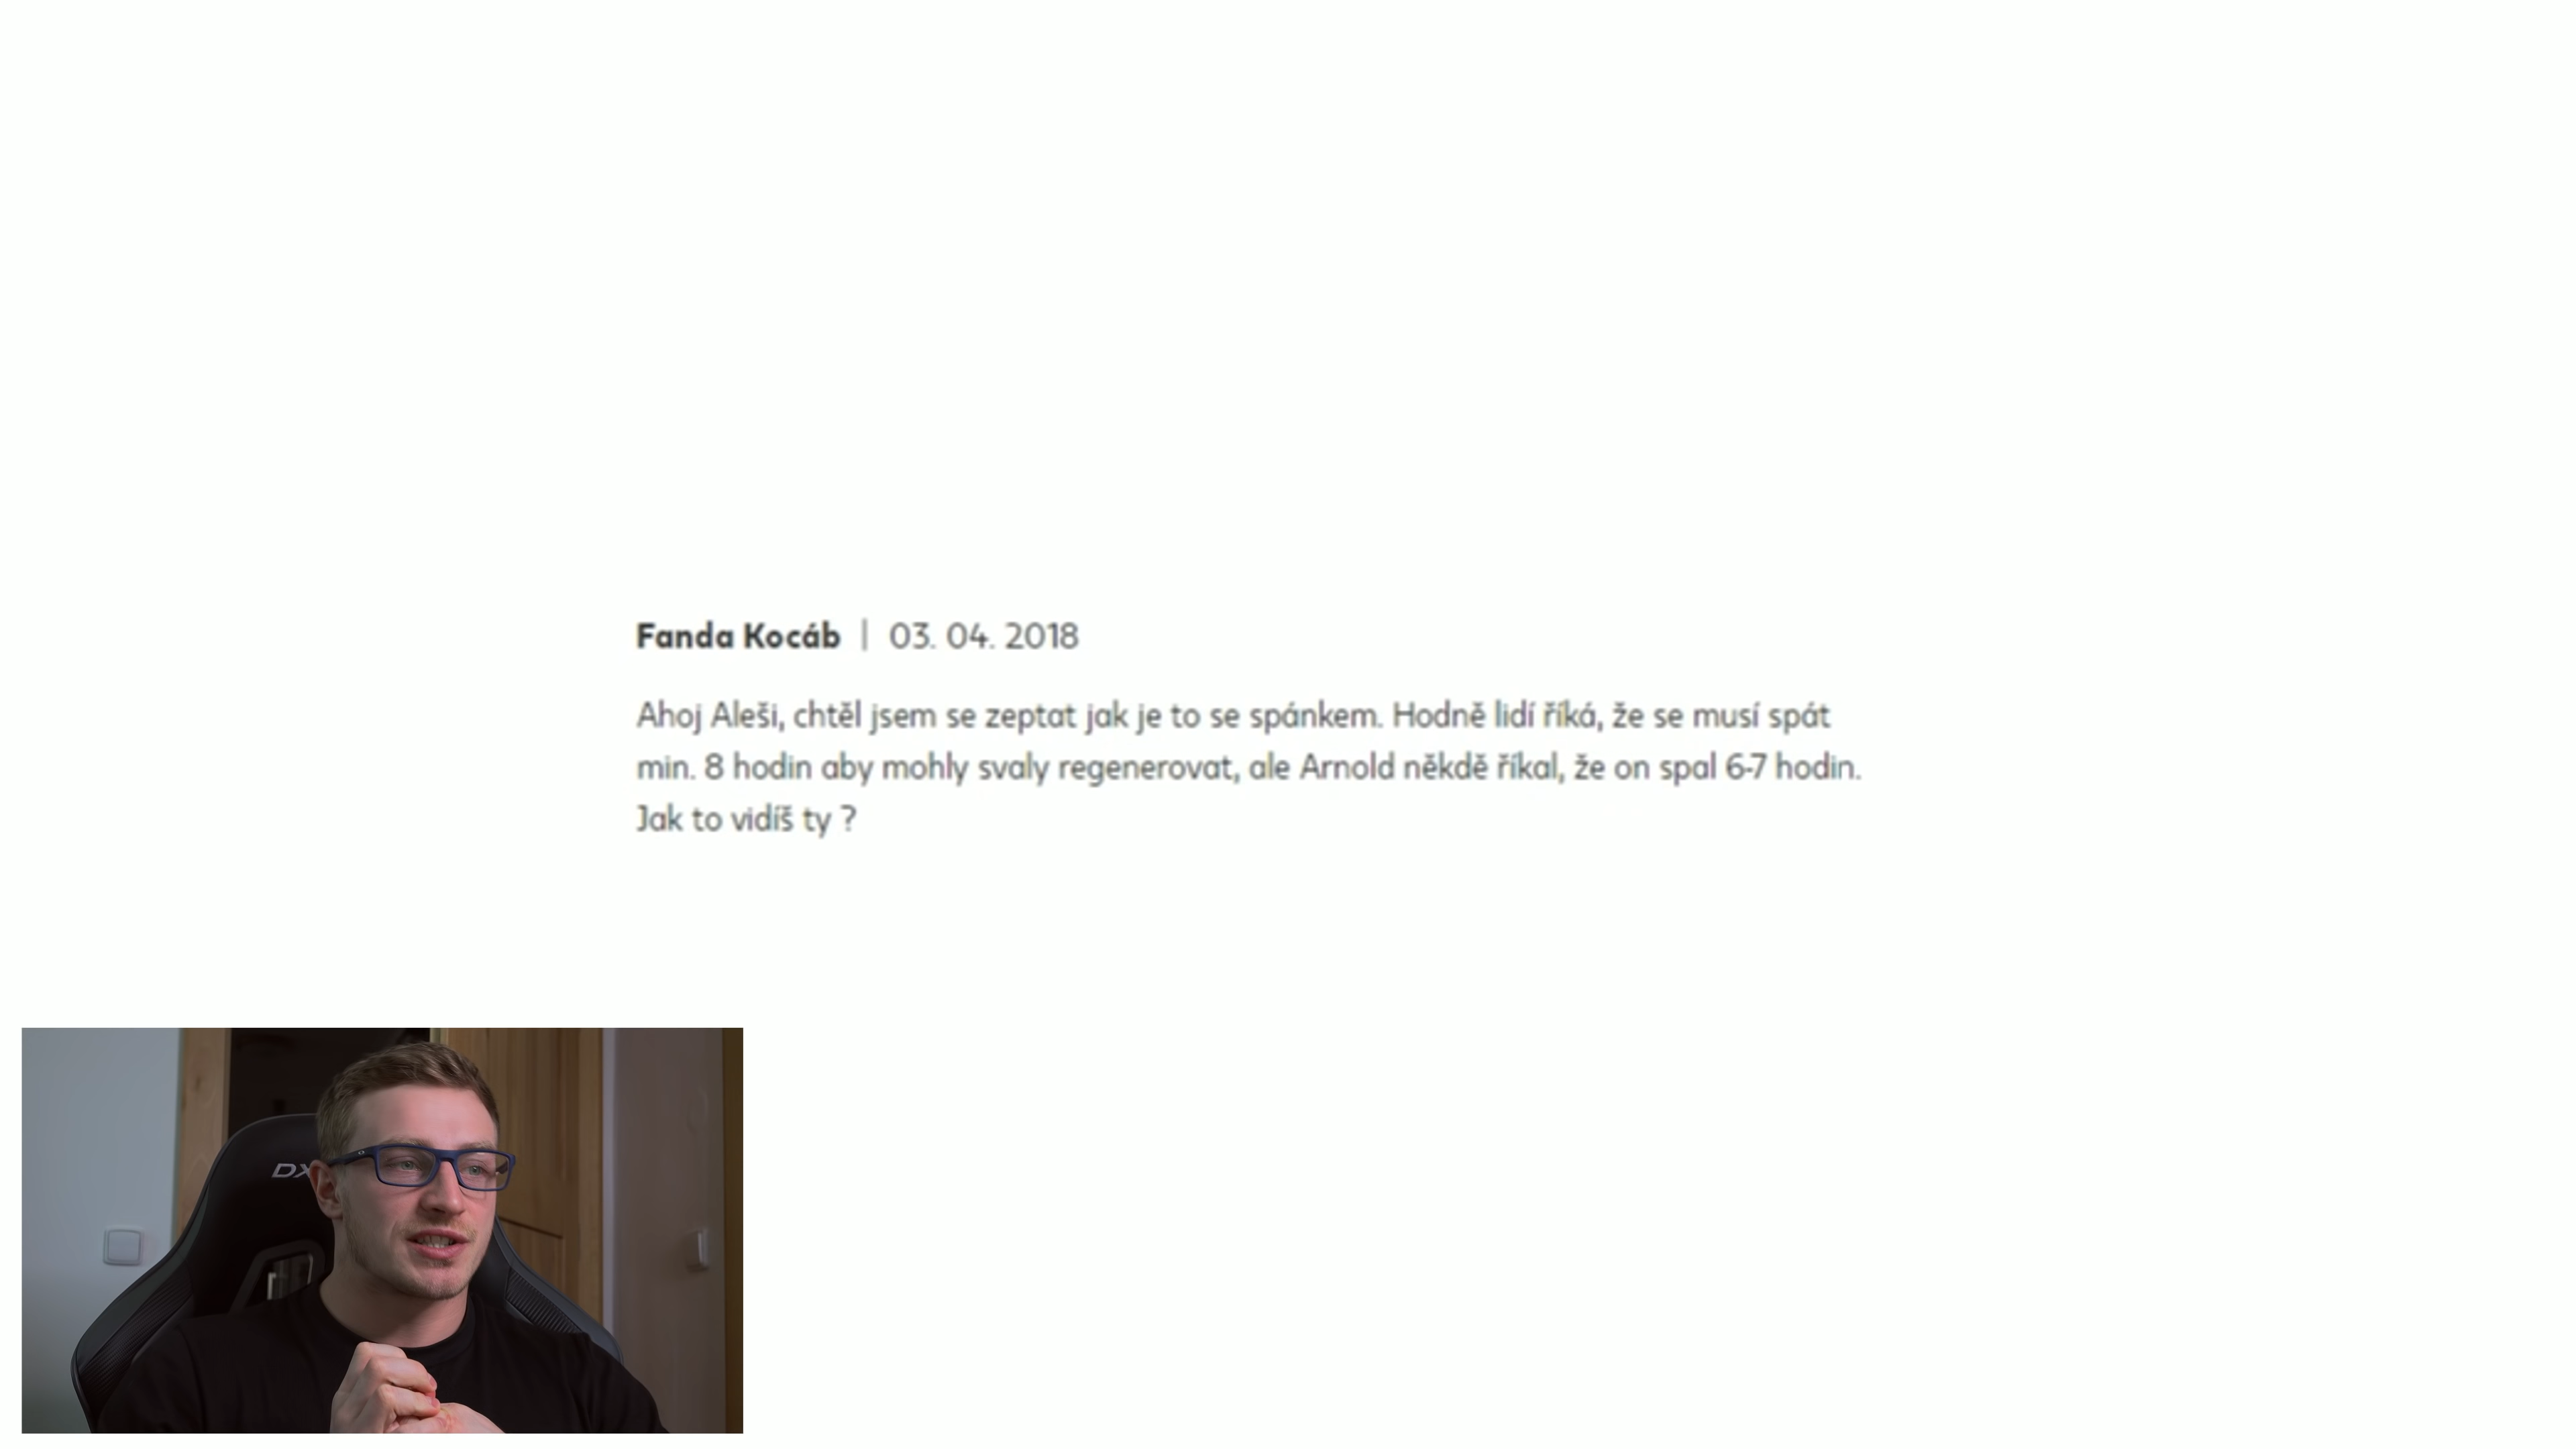 Fanda Kocáb | 03. 04. 2018
Ahoj Aleši, chtěl jsem se zeptat jak je to se spánkem. Hodně lidí říká, že se musí spát
min. 8 hodin aby mohly svaly regenerovat, ale Arnold někdě říkal, že on spal 6-7 hodin.
Jak to vidíš ty ?
DX